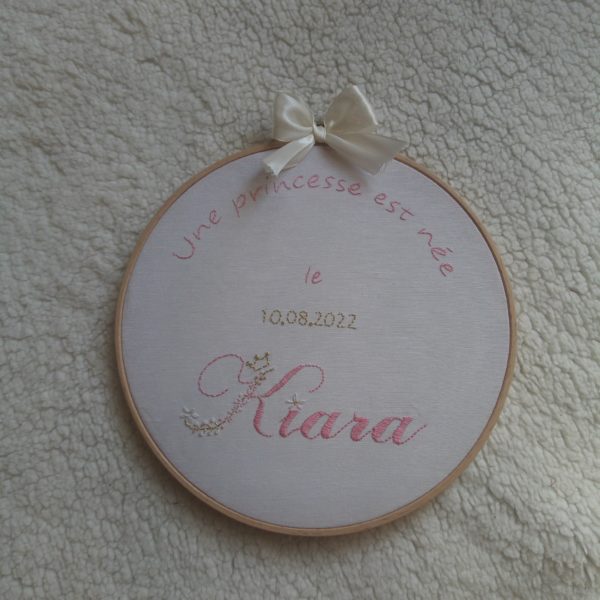 Une princesse est née
le
10.08.2022
Kiara